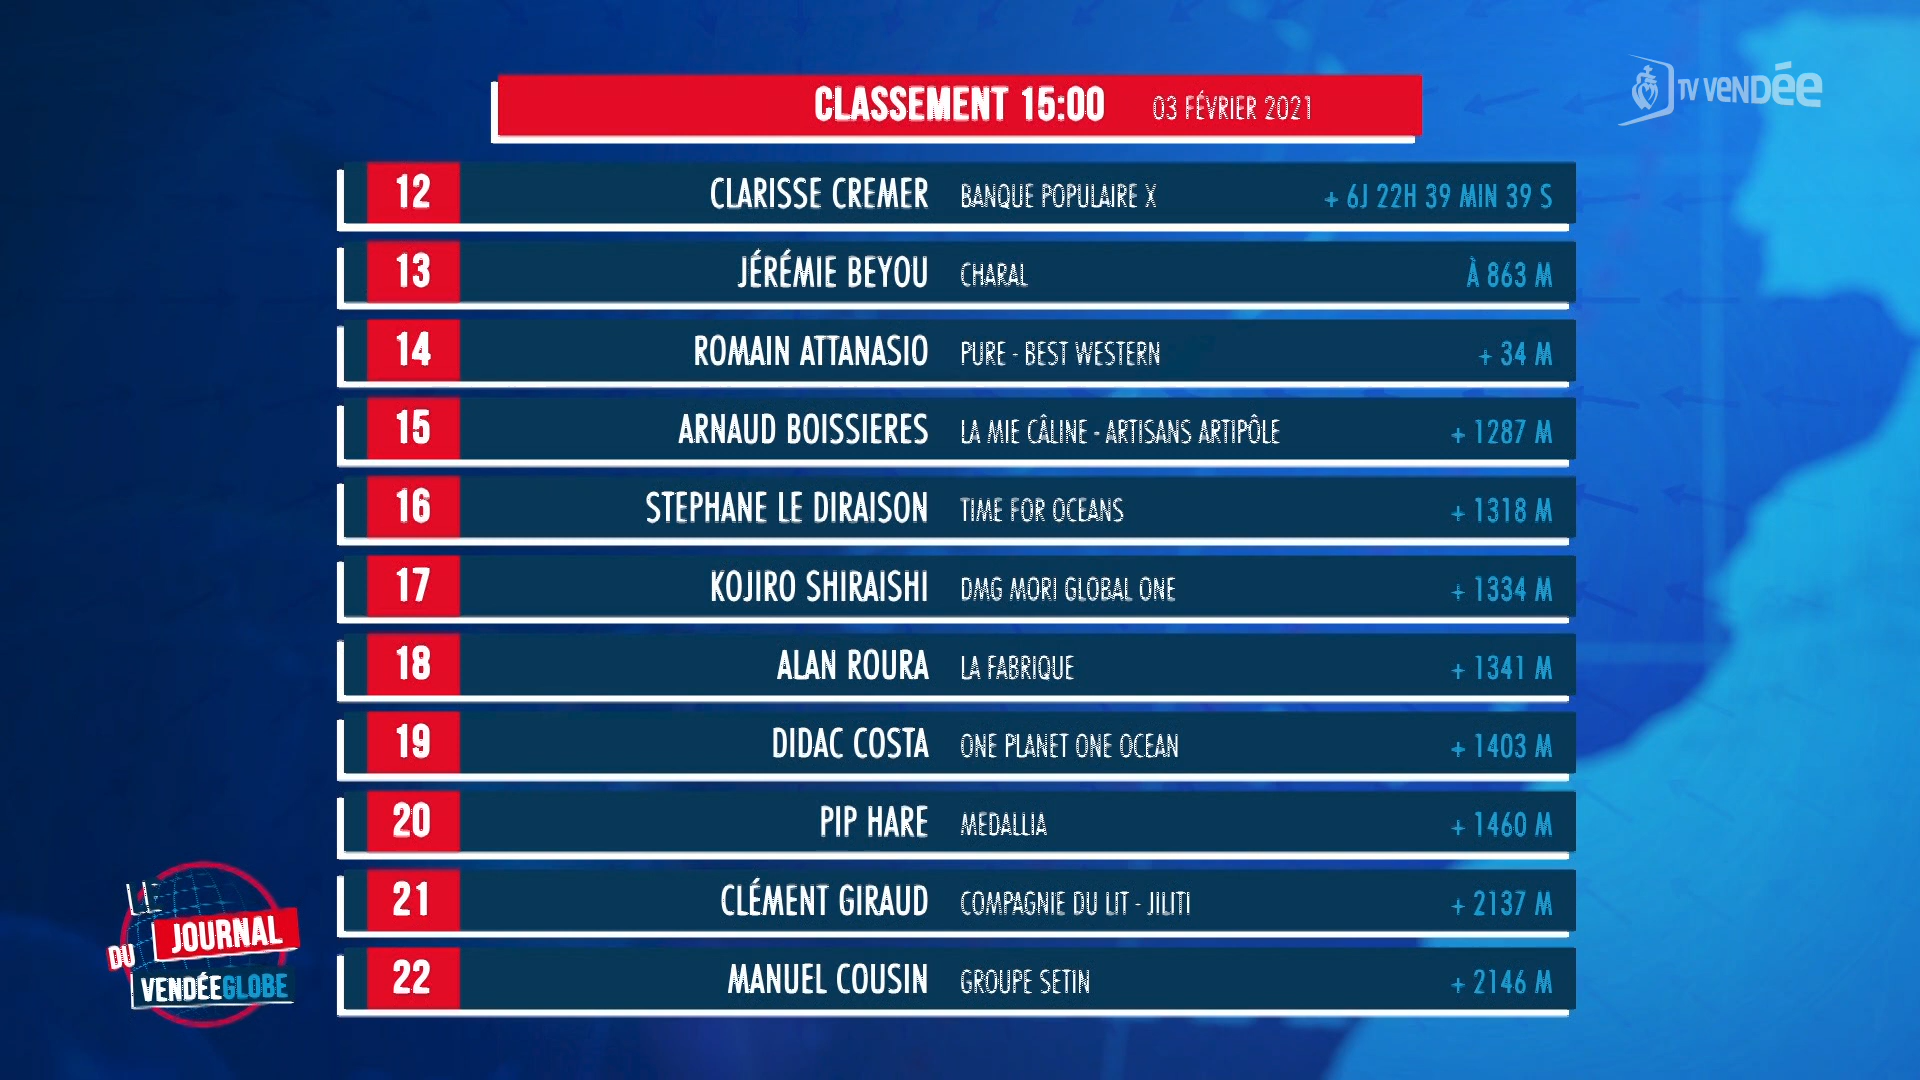 CLASSEMENT 15:00 03 FÉVRIER 2021
TV VENDÉE
12 CLARISSE CREMER BANQUE POPULAIRE X + 6J 22H 39 MIN 39 S
13 JÉRÉMIE BEYOU CHARAL À 863 M
14 ROMAIN ATTANASIO PURE - BEST WESTERN + 34 M
15 ARNAUD BOISSIERES LA MIE CÂLINE - ARTISANS ARTIPÔLE + 1287 M
16 STEPHANE LE DIRAISON TIME FOR OCEANS + 1318 M
17 KOJIRO SHIRAISHI DMG MORI GLOBAL ONE + 1334 M
18 ALAN ROURA LA FABRIQUE + 1341 M
19 DIDAC COSTA ONE PLANET ONE OCEAN + 1403 M
20 PIP HARE MEDALLIA + 1460 M
21 CLÉMENT GIRAUD COMPAGNIE DU LIT - JILITI + 2137 M
22 MANUEL COUSIN GROUPE SETIN + 2146 M
LE
JOURNAL
DU
VENDÉEGLOBE